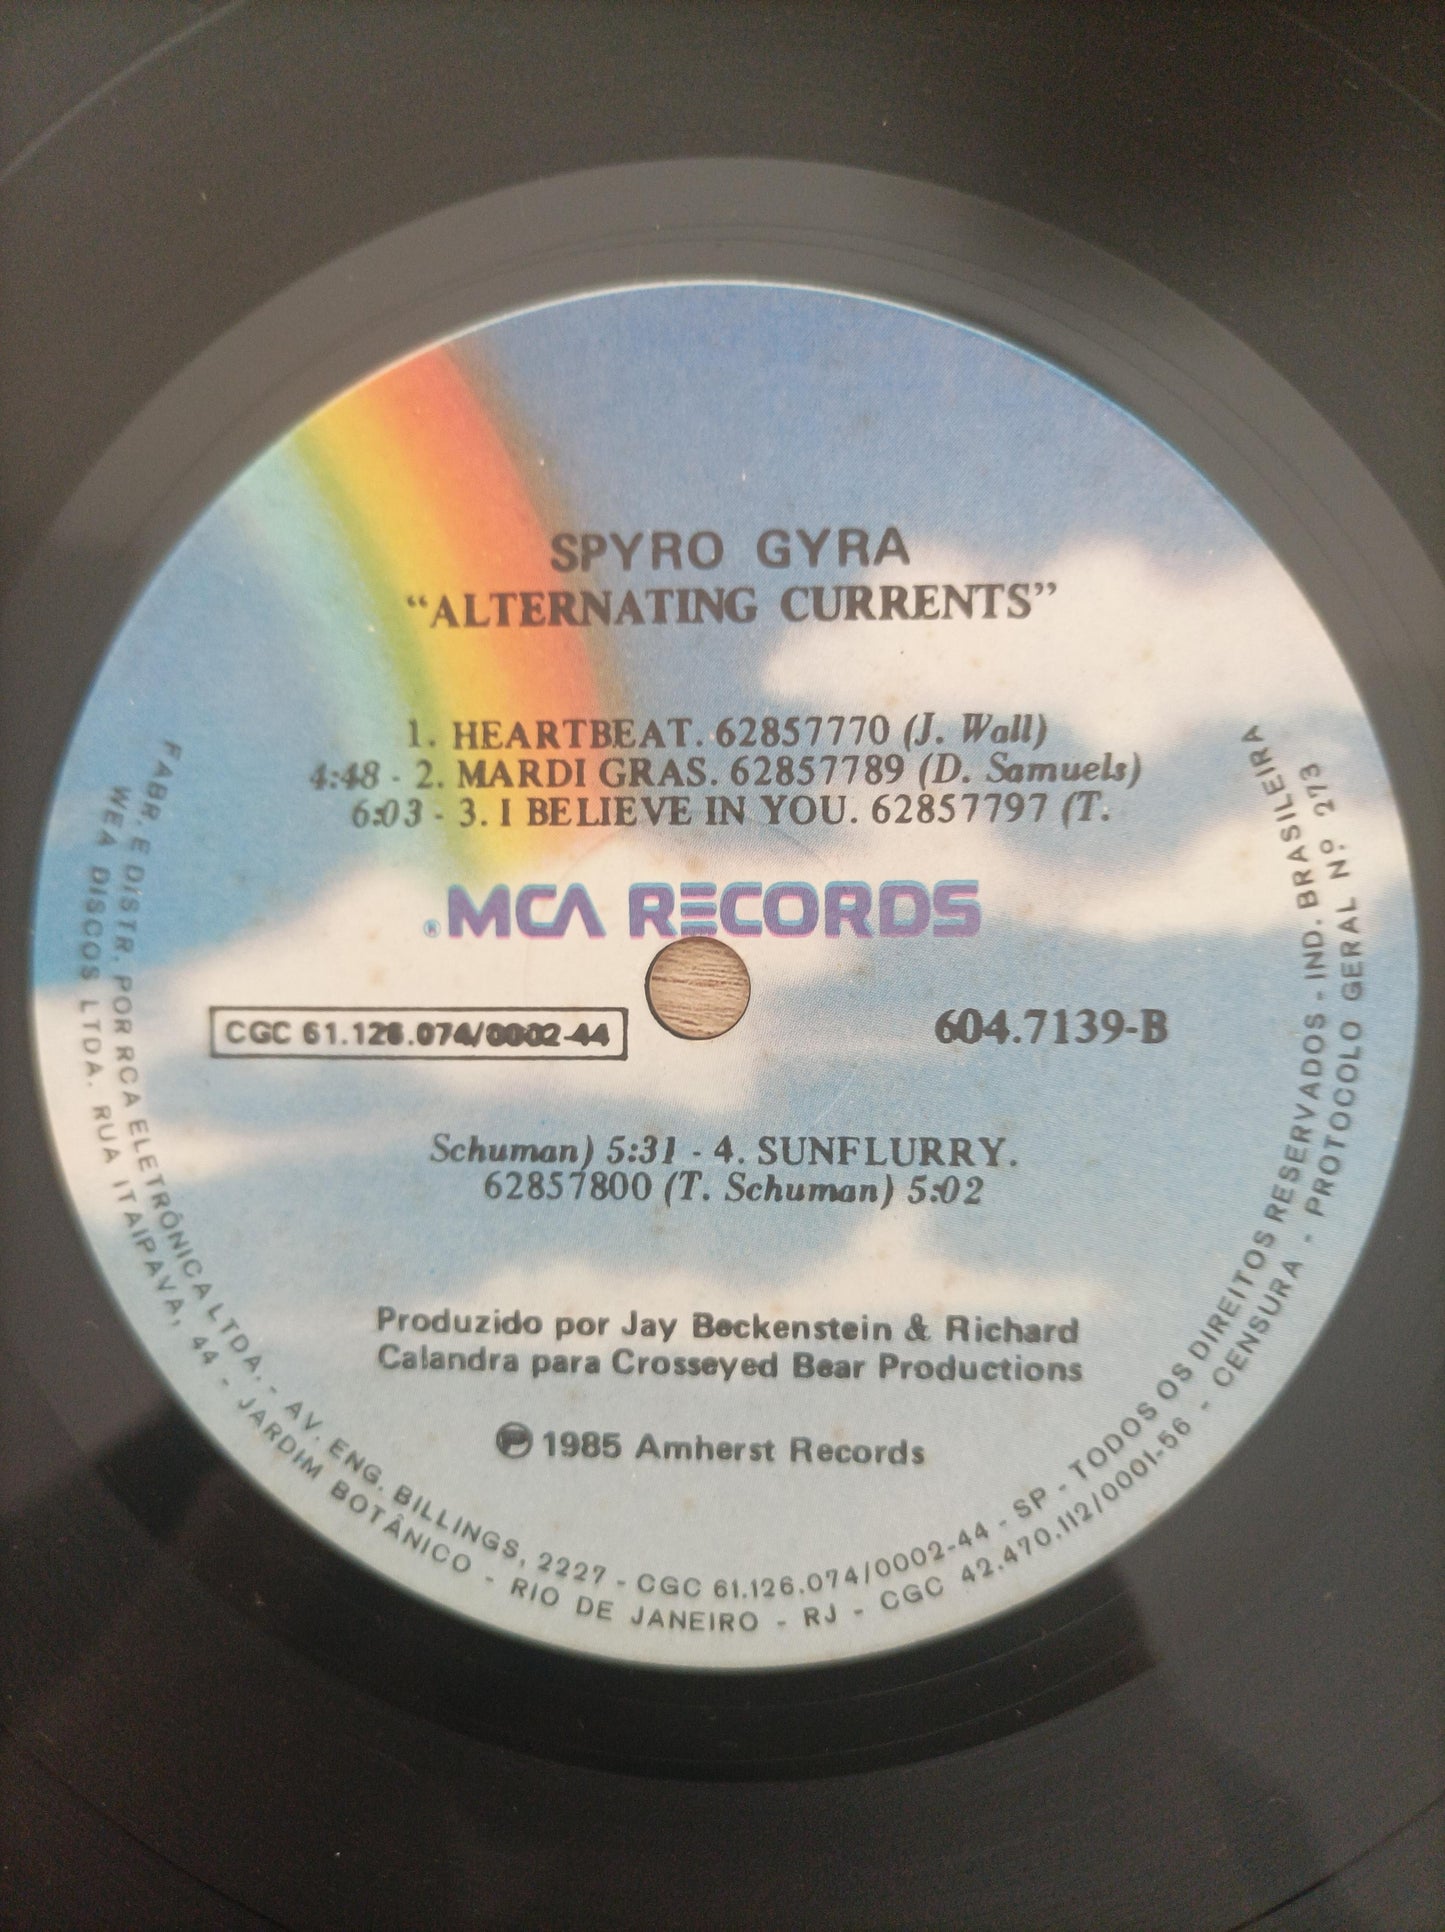 SPYRO GYRA
“ALTERNATING CURRENTS”
1. HEARTBEAT. 62857770 (J. Wall)
4:48 - 2. MARDI GRAS. 62857789 (D. Samuels)
6:03 - 3. I BELIEVE IN YOU. 62857797 (T.
® MCA RECORDS
CGC 61.126.074/0002-44
604.7139-B
Schuman) 5:31 - 4. SUNFLURRY.
62857800 (T. Schuman) 5:02
Produzido por Jay Beckenstein & Richard
Calandra para Crosseyed Bear Productions
℗ 1985 Amherst Records
FABR. E DISTR. POR RCA ELETRÔNICA LTDA. - AV. ENG. BILLINGS, 2227 - CGC 61.126.074/0002-44 - SP - TODOS OS DIREITOS RESERVADOS - IND. BRASILEIRA
WEA DISCOS LTDA. RUA ITAIPAVA, 44 - JARDIM BOTÂNICO - RIO DE JANEIRO - RJ - CGC 42.470.112/0001-56 - CENSURA - PROTOCOLO GERAL Nº 273